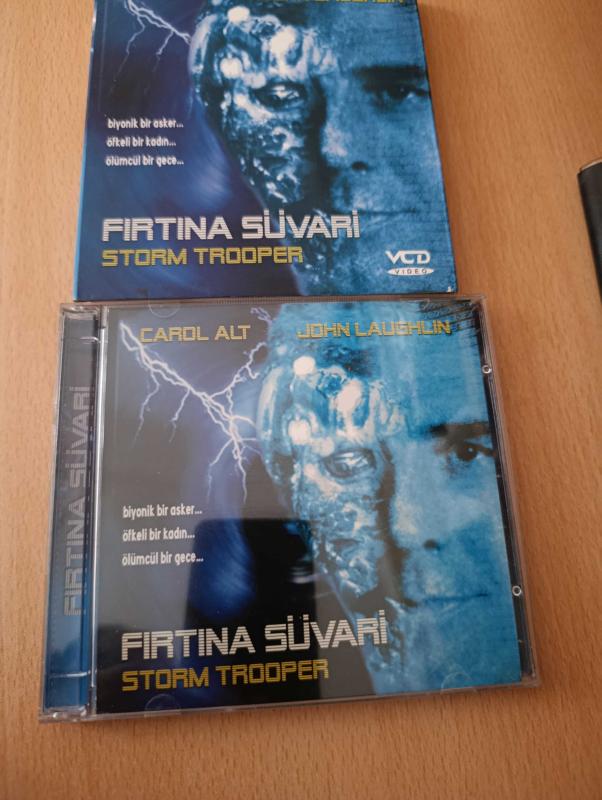 biyonik bir asker...
öfkeli bir kadın...
ölümcül bir gece...
FIRTINA SÜVARİ
STORM TROOPER
VCD
VIDEO
CAROL ALT JOHN LAUGHLIN
FIRTINA SÜVARİ
biyonik bir asker...
öfkeli bir kadın...
ölümcül bir gece...
FIRTINA SÜVARİ
STORM TROOPER